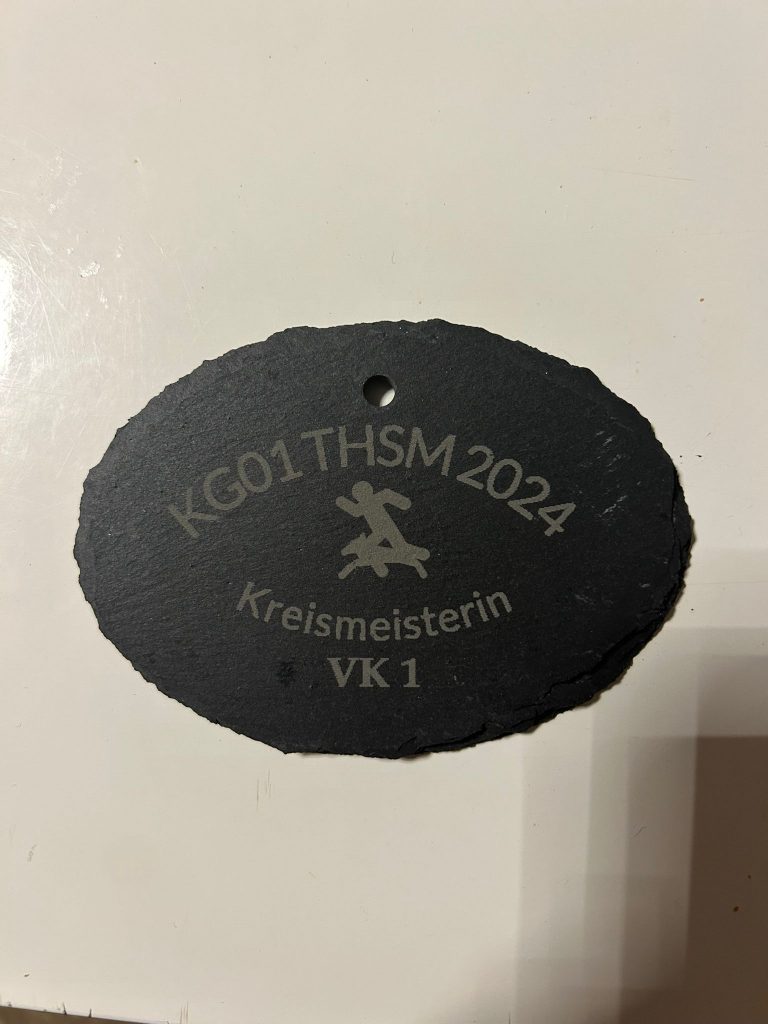 KG01 THSM 2024
Kreismeisterin
VK 1